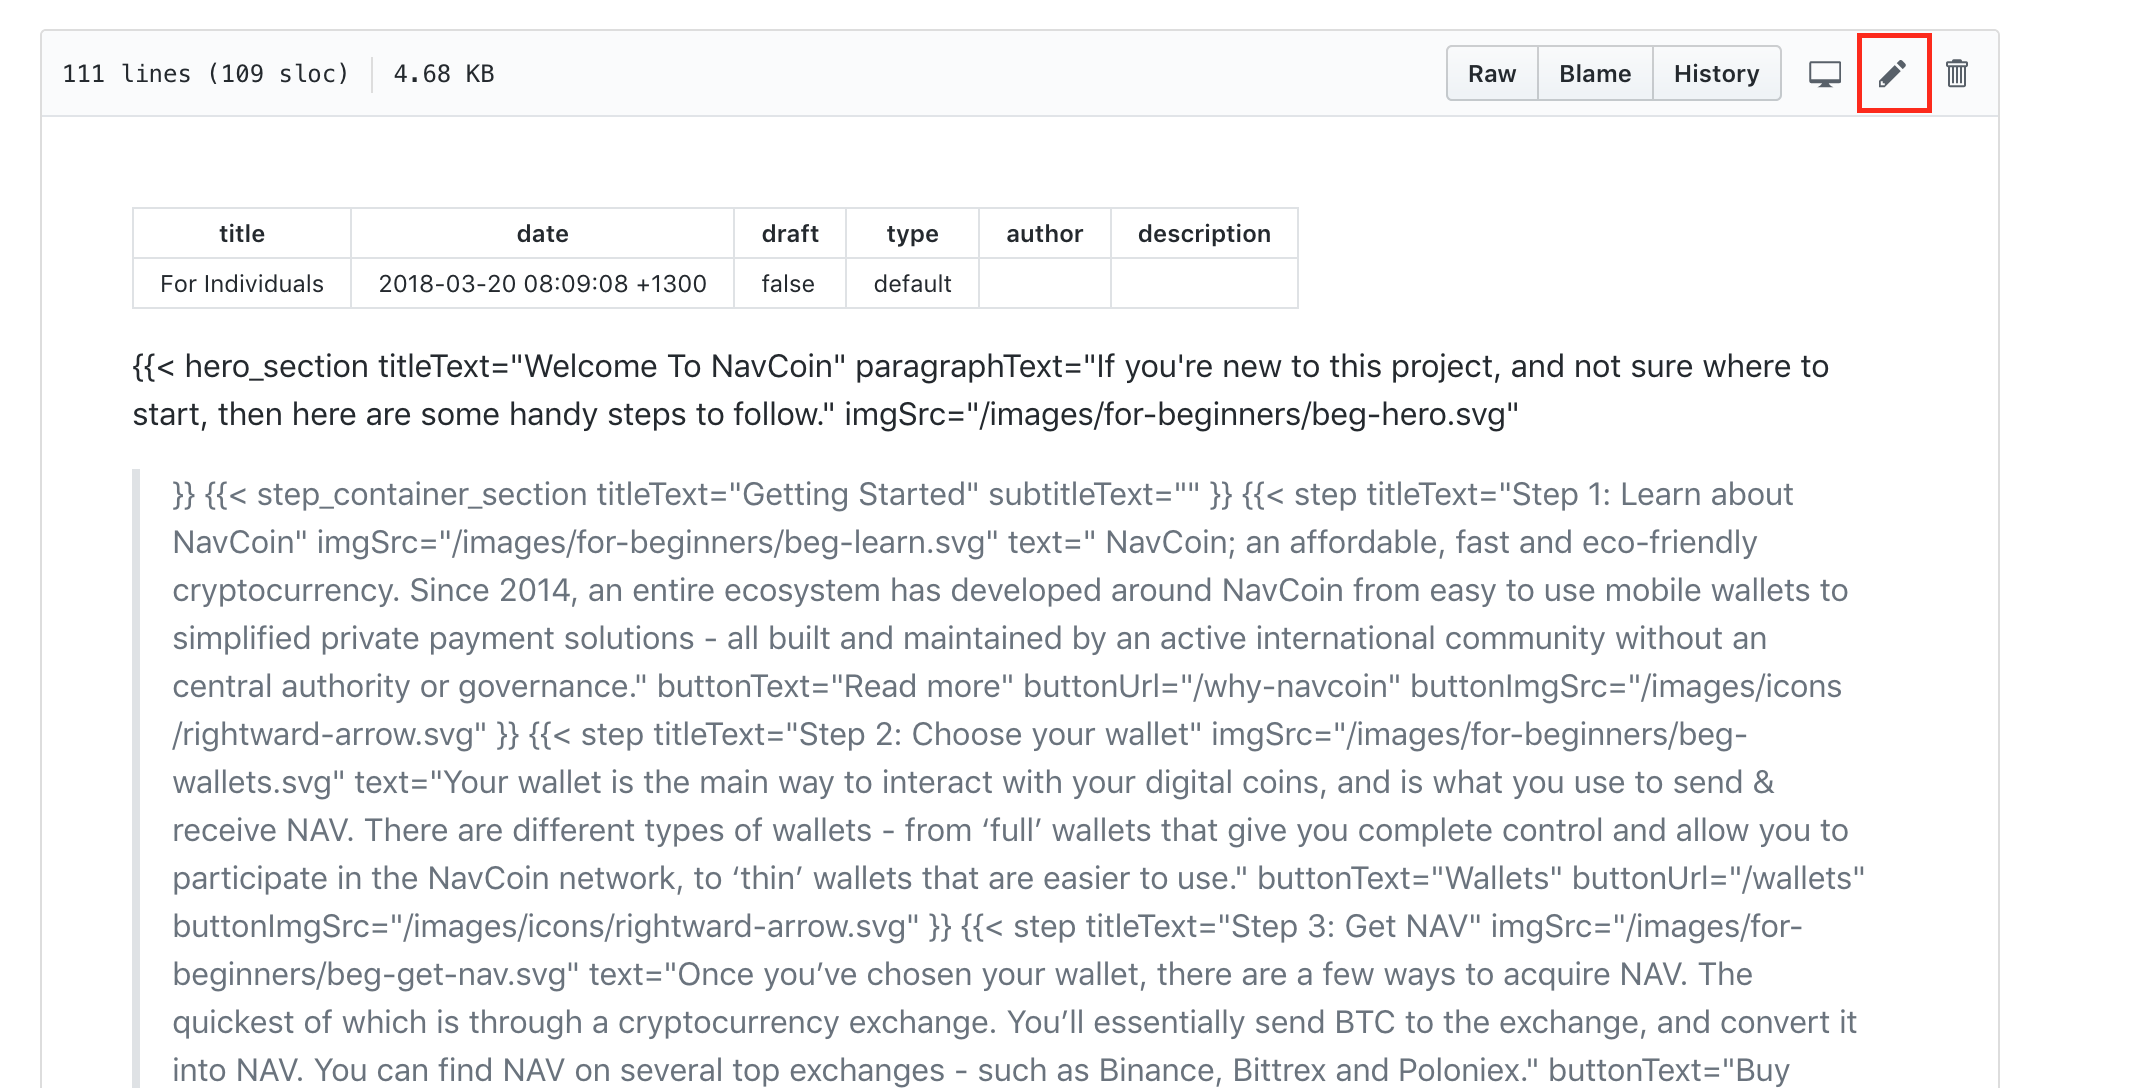 111 lines (109 sloc) 4.68 KB Raw Blame History
title date draft type author description
For Individuals 2018-03-20 08:09:08 +1300 false default
{{< hero_section titleText="Welcome To NavCoin" paragraphText="If you're new to this project, and not sure where to
start, then here are some handy steps to follow." imgSrc="/images/for-beginners/beg-hero.svg"
}} {{< step_container_section titleText="Getting Started" subtitleText="" }} {{< step titleText="Step 1: Learn about
NavCoin" imgSrc="/images/for-beginners/beg-learn.svg" text=" NavCoin; an affordable, fast and eco-friendly
cryptocurrency. Since 2014, an entire ecosystem has developed around NavCoin from easy to use mobile wallets to
simplified private payment solutions - all built and maintained by an active international community without an
central authority or governance." buttonText="Read more" buttonUrl="/why-navcoin" buttonImgSrc="/images/icons
/rightward-arrow.svg" }} {{< step titleText="Step 2: Choose your wallet" imgSrc="/images/for-beginners/beg-
wallets.svg" text="Your wallet is the main way to interact with your digital coins, and is what you use to send &
receive NAV. There are different types of wallets - from ‘full’ wallets that give you complete control and allow you to
participate in the NavCoin network, to ‘thin’ wallets that are easier to use." buttonText="Wallets" buttonUrl="/wallets"
buttonImgSrc="/images/icons/rightward-arrow.svg" }} {{< step titleText="Step 3: Get NAV" imgSrc="/images/for-
beginners/beg-get-nav.svg" text="Once you’ve chosen your wallet, there are a few ways to acquire NAV. The
quickest of which is through a cryptocurrency exchange. You’ll essentially send BTC to the exchange, and convert it
into NAV. You can find NAV on several top exchanges - such as Binance, Bittrex and Poloniex." buttonText="Buy